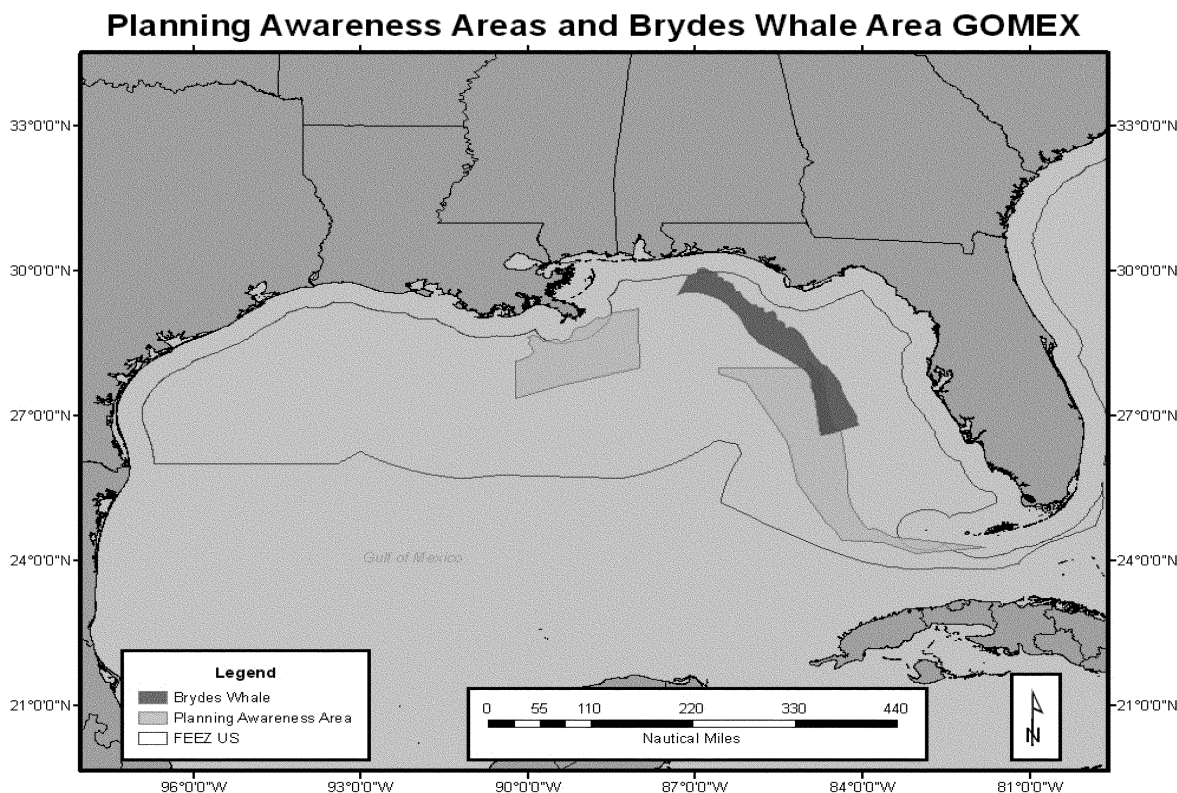 Planning Awareness Areas and Brydes Whale Area GOMEX
33°0'0"N
33°0'0"N
30°0'0"N
30°0'0"N
27°0'0"N
27°0'0"N
24°0'0"N
24°0'0"N
Gulf of Mexico
21°0'0"N
21°0'0"N
Legend
Brydes Whale
Planning Awareness Area
FEEZ US
0 55 110 220 330 440
Nautical Miles
N
96°0'0"W 93°0'0"W 90°0'0"W 87°0'0"W 84°0'0"W 81°0'0"W